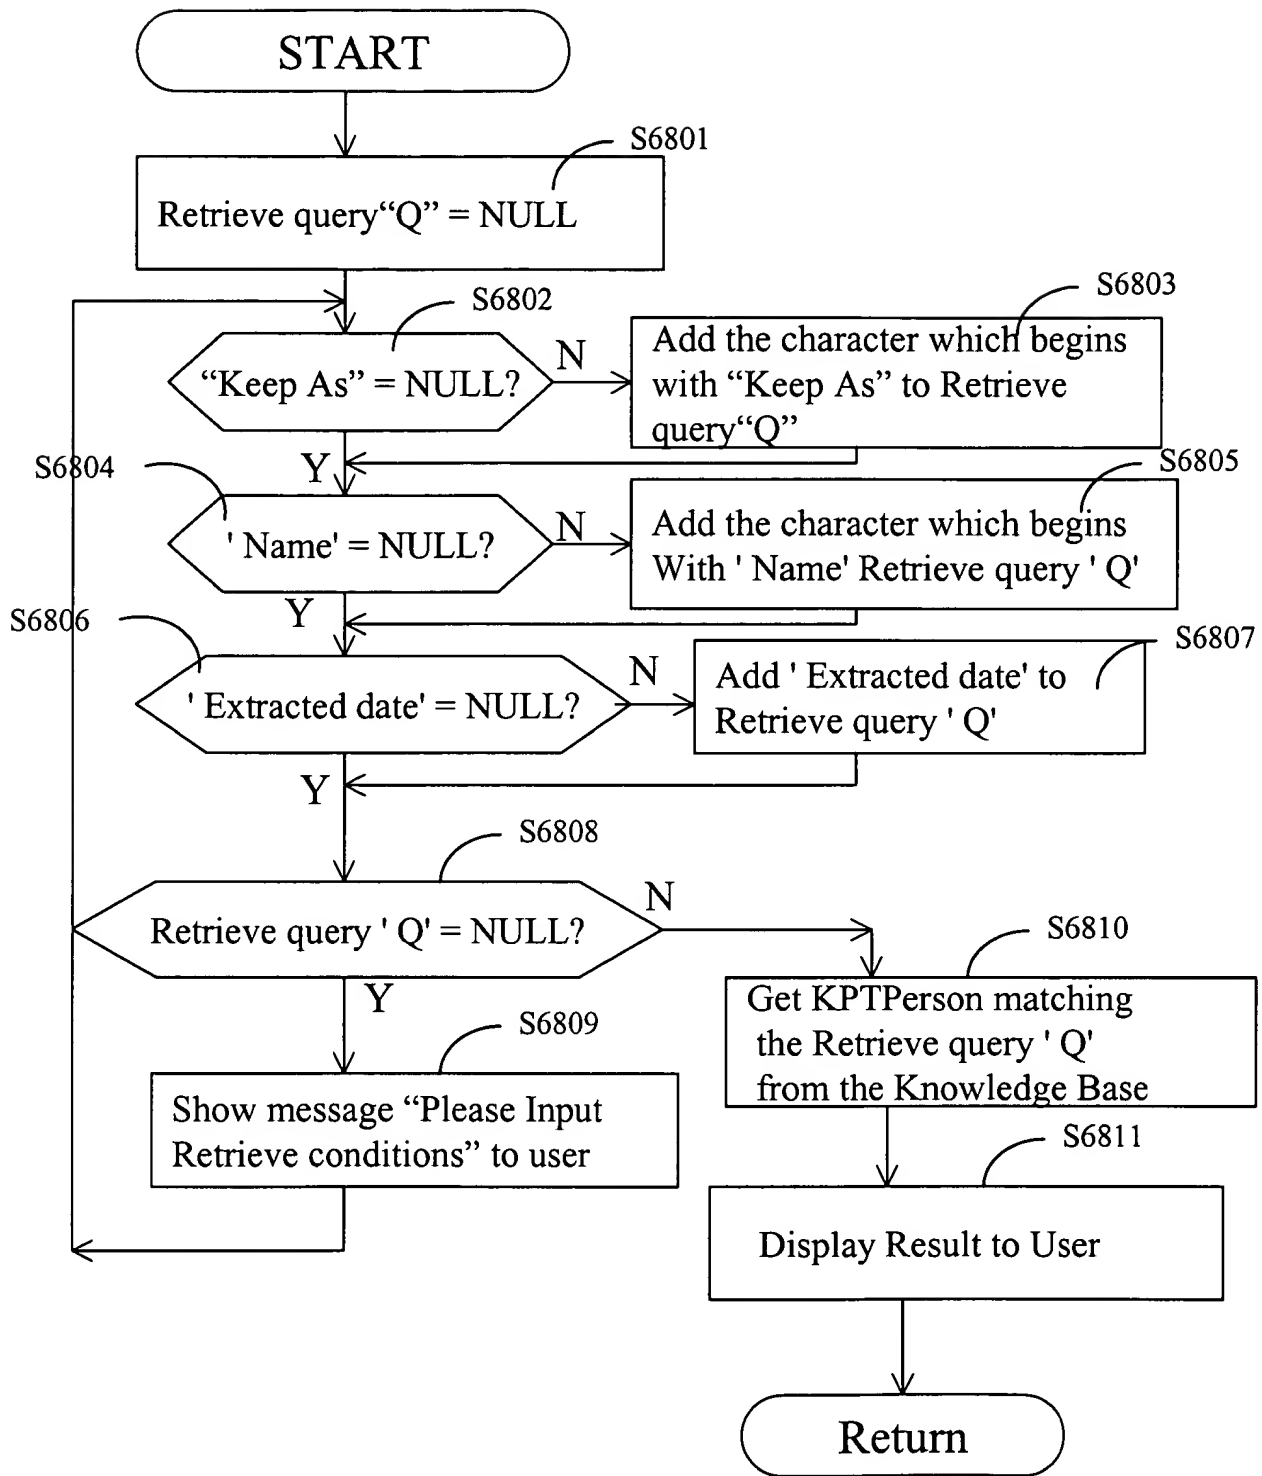 START
S6801
Retrieve query“Q” = NULL
S6802
“Keep As” = NULL?
N
S6803
Add the character which begins
with “Keep As” to Retrieve
query“Q”
Y
S6804
' Name' = NULL?
N
S6805
Add the character which begins
With ' Name' Retrieve query ' Q'
Y
S6806
' Extracted date' = NULL?
N
S6807
Add ' Extracted date' to
Retrieve query ' Q'
Y
S6808
Retrieve query ' Q' = NULL?
N
Y
S6809
Show message “Please Input
Retrieve conditions” to user
S6810
Get KPTPerson matching
the Retrieve query ' Q'
from the Knowledge Base
S6811
Display Result to User
Return